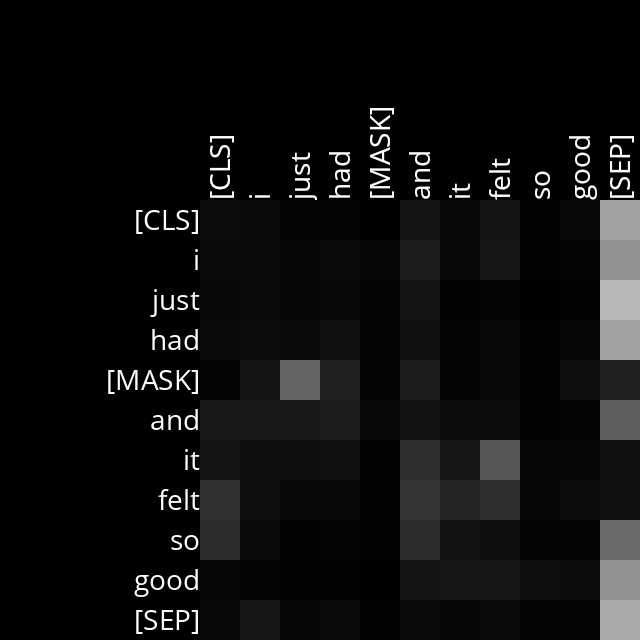 [CLS] i just had [MASK] and it felt so good [SEP]
[CLS]
i
just
had
[MASK]
and
it
felt
so
good
[SEP]